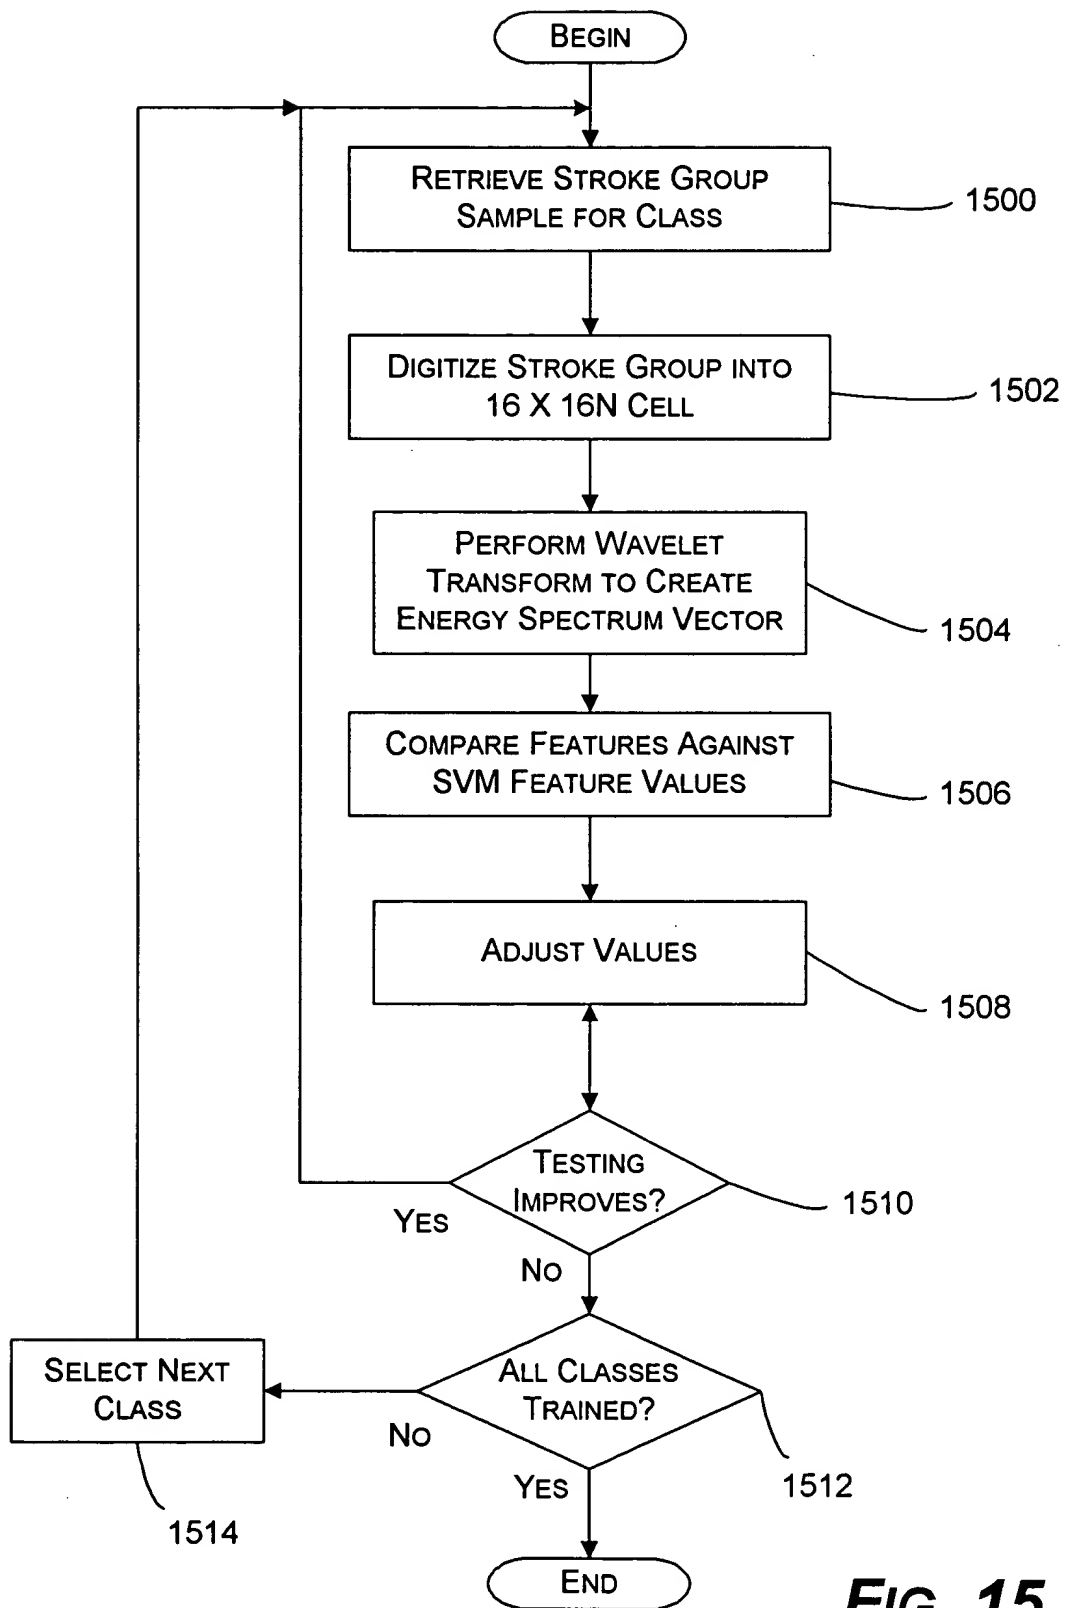 BEGIN
RETRIEVE STROKE GROUP
SAMPLE FOR CLASS
1500
DIGITIZE STROKE GROUP INTO
16 X 16N CELL
1502
PERFORM WAVELET
TRANSFORM TO CREATE
ENERGY SPECTRUM VECTOR
1504
COMPARE FEATURES AGAINST
SVM FEATURE VALUES
1506
ADJUST VALUES
1508
TESTING
IMPROVES?
1510
YES
NO
ALL CLASSES
TRAINED?
1512
NO
YES
SELECT NEXT
CLASS
1514
END
FIG. 15